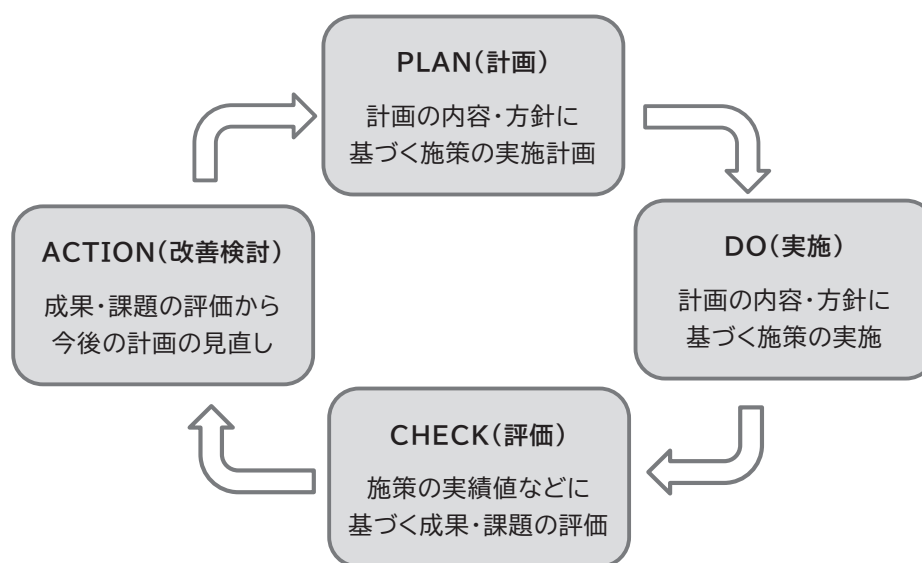 PLAN(計画)
計画の内容・方針に
基づく施策の実施計画
DO(実施)
計画の内容・方針に
基づく施策の実施
CHECK(評価)
施策の実績値などに
基づく成果・課題の評価
ACTION(改善検討)
成果・課題の評価から
今後の計画の見直し